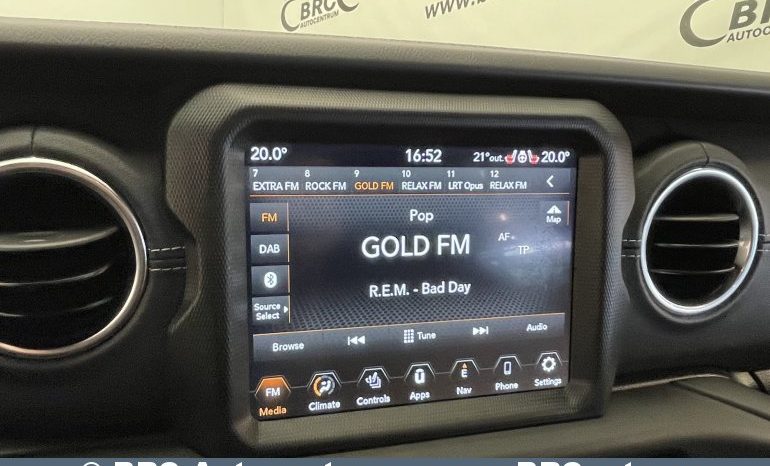 BRC
AUTOCENTRUM
www.b
BRC
AUTOCE
20.0° 16:52 21°out. 20.0°
7 8 9 10 11 12
EXTRA FM ROCK FM GOLD FM RELAX FM LRT Opus RELAX FM
FM Pop Map
DAB GOLD FM AF TP
R.E.M. - Bad Day
Source
Select
Browse Tune Audio
FM E
Media Climate Controls Apps Nav Phone Settings